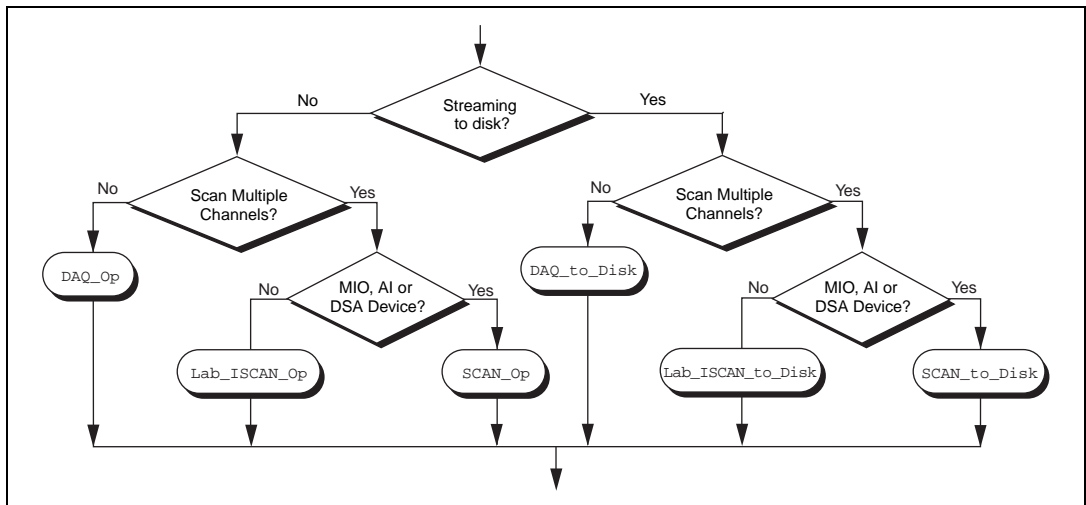 Streaming
to disk?
No
Yes
Scan Multiple
Channels?
No
Yes
Scan Multiple
Channels?
No
Yes
DAQ_Op
DAQ_to_Disk
MIO, AI or
DSA Device?
No
Yes
MIO, AI or
DSA Device?
No
Yes
Lab_ISCAN_Op
SCAN_Op
Lab_ISCAN_to_Disk
SCAN_to_Disk